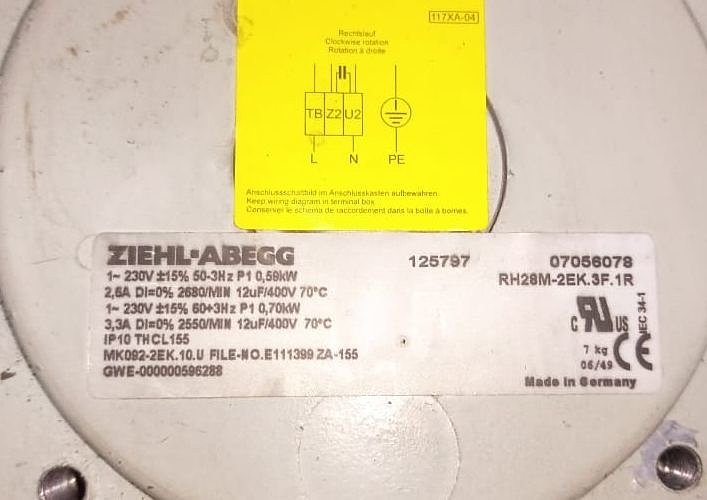 117XA-04
Rechtslauf
Clockwise rotation
Rotation à droite
TB Z2 U2
L N PE
Anschlussschaltbild im Anschlusskasten aufbewahren.
Keep wiring diagram in terminal box.
Conserver le schema de raccordement dans la boîte à bornes.
ZIEHL-ABEGG 125797 07056078
1~ 230V ±15% 50-3Hz P1 0,59kW RH28M-2EK.3F.1R
2,6A DI=0% 2680/MIN 12uF/400V 70°C
1~ 230V ±15% 60+3Hz P1 0,70kW
3,3A DI=0% 2550/MIN 12uF/400V 70°C
IP10 THCL155
MK092-2EK.10.U FILE-NO.E111399 ZA-155
GWE-000000596288
c RU US
IEC 34-1
7 kg
06/49
CE
Made in Germany